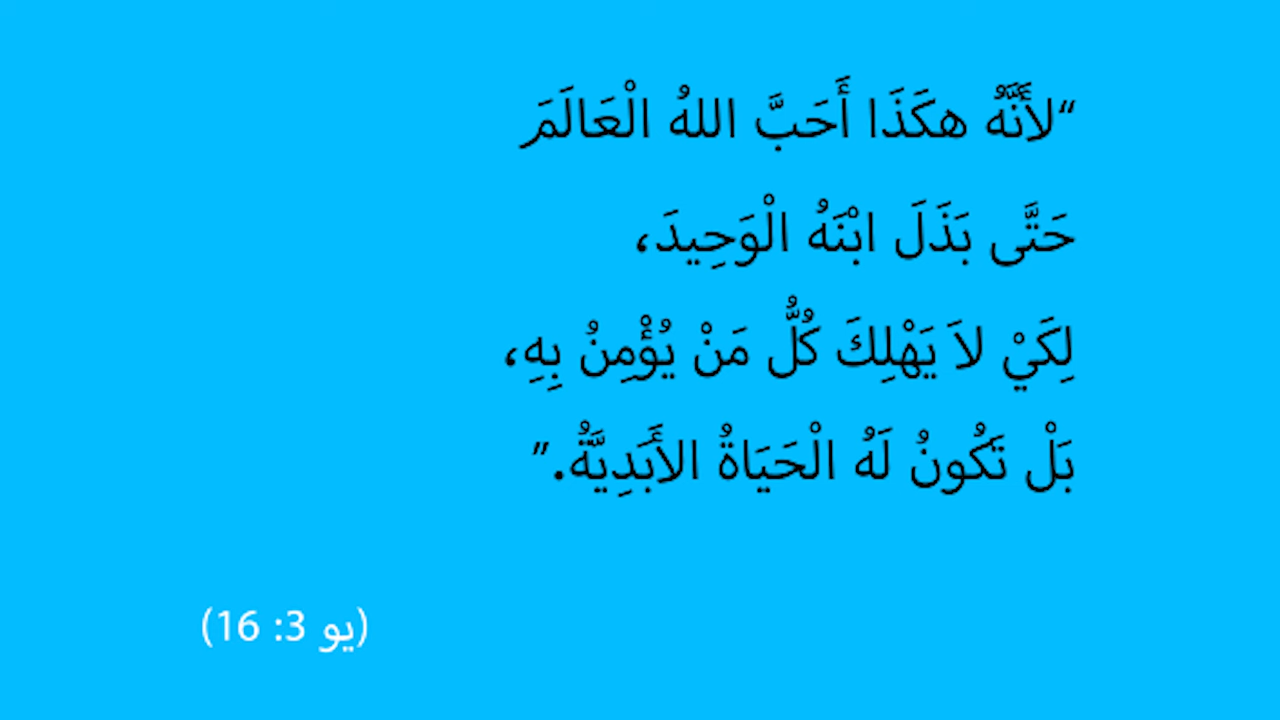 “لأَنَّهُ هكَذَا أَحَبَّ اللهُ الْعَالَمَ
حَتَّى بَذَلَ ابْنَهُ الْوَحِيدَ،
لِكَيْ لاَ يَهْلِكَ كُلُّ مَنْ يُؤْمِنُ بِهِ،
بَلْ تَكُونُ لَهُ الْحَيَاةُ الأَبَدِيَّةُ.”
(يو 3: 16)